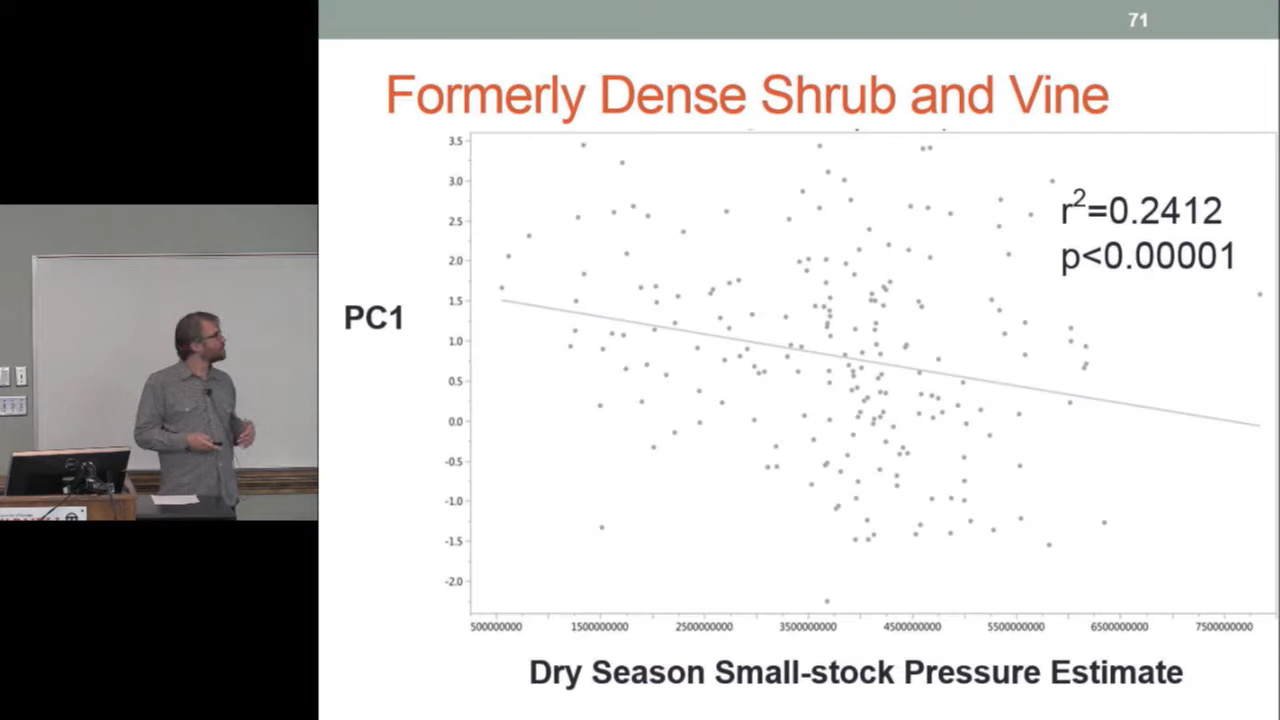 71
Formerly Dense Shrub and Vine
3.5
3.0
2.5
2.0
1.5
1.0
0.5
0.0
-0.5
-1.0
-1.5
-2.0
r²=0.2412
p<0.00001
PC1
500000000 1500000000 2500000000 3500000000 4500000000 5500000000 6500000000 7500000000
Dry Season Small-stock Pressure Estimate